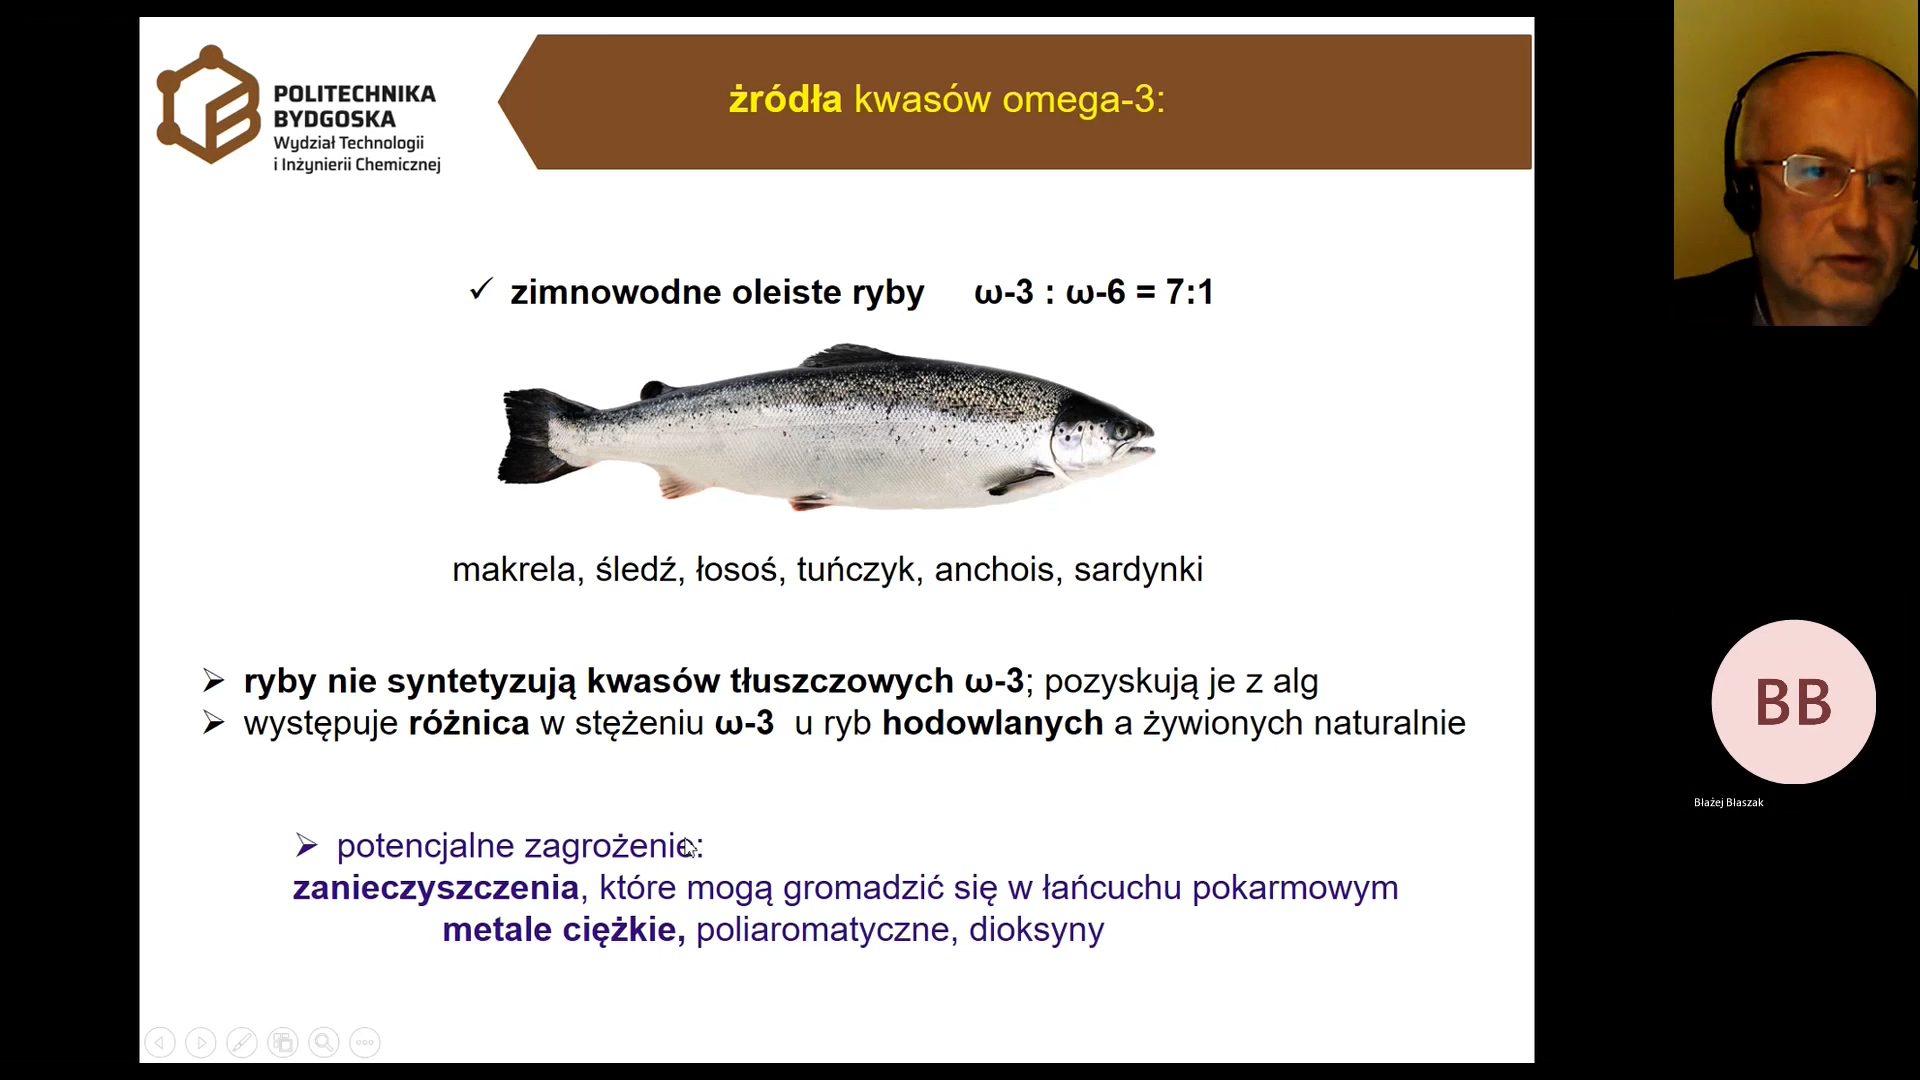 POLITECHNIKA
BYDGOSKA
Wydział Technologii
i Inżynierii Chemicznej
żródła kwasów omega-3:
✓ zimnowodne oleiste ryby ω-3 : ω-6 = 7:1
makrela, śledź, łosoś, tuńczyk, anchois, sardynki
➢ ryby nie syntetyzują kwasów tłuszczowych ω-3; pozyskują je z alg
➢ występuje różnica w stężeniu ω-3 u ryb hodowlanych a żywionych naturalnie
➢ potencjalne zagrożenie:
zanieczyszczenia, które mogą gromadzić się w łańcuchu pokarmowym
metale ciężkie, poliaromatyczne, dioksyny
BB
Błażej Błaszak